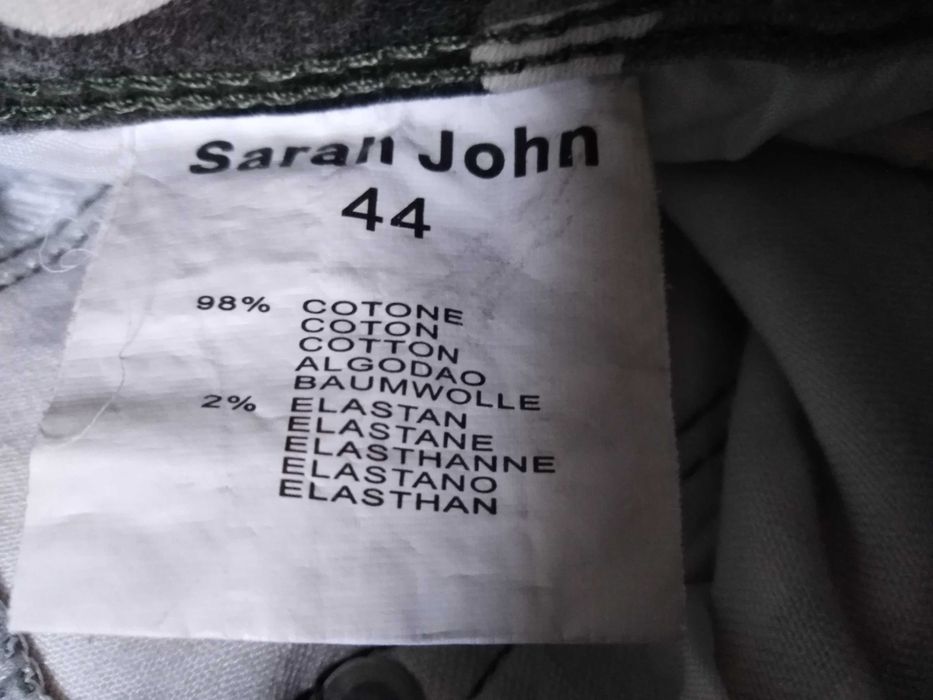 Sarah John
44
98% COTONE
COTON
COTTON
ALGODAO
BAUMWOLLE
2% ELASTAN
ELASTANE
ELASTHANNE
ELASTANO
ELASTHAN